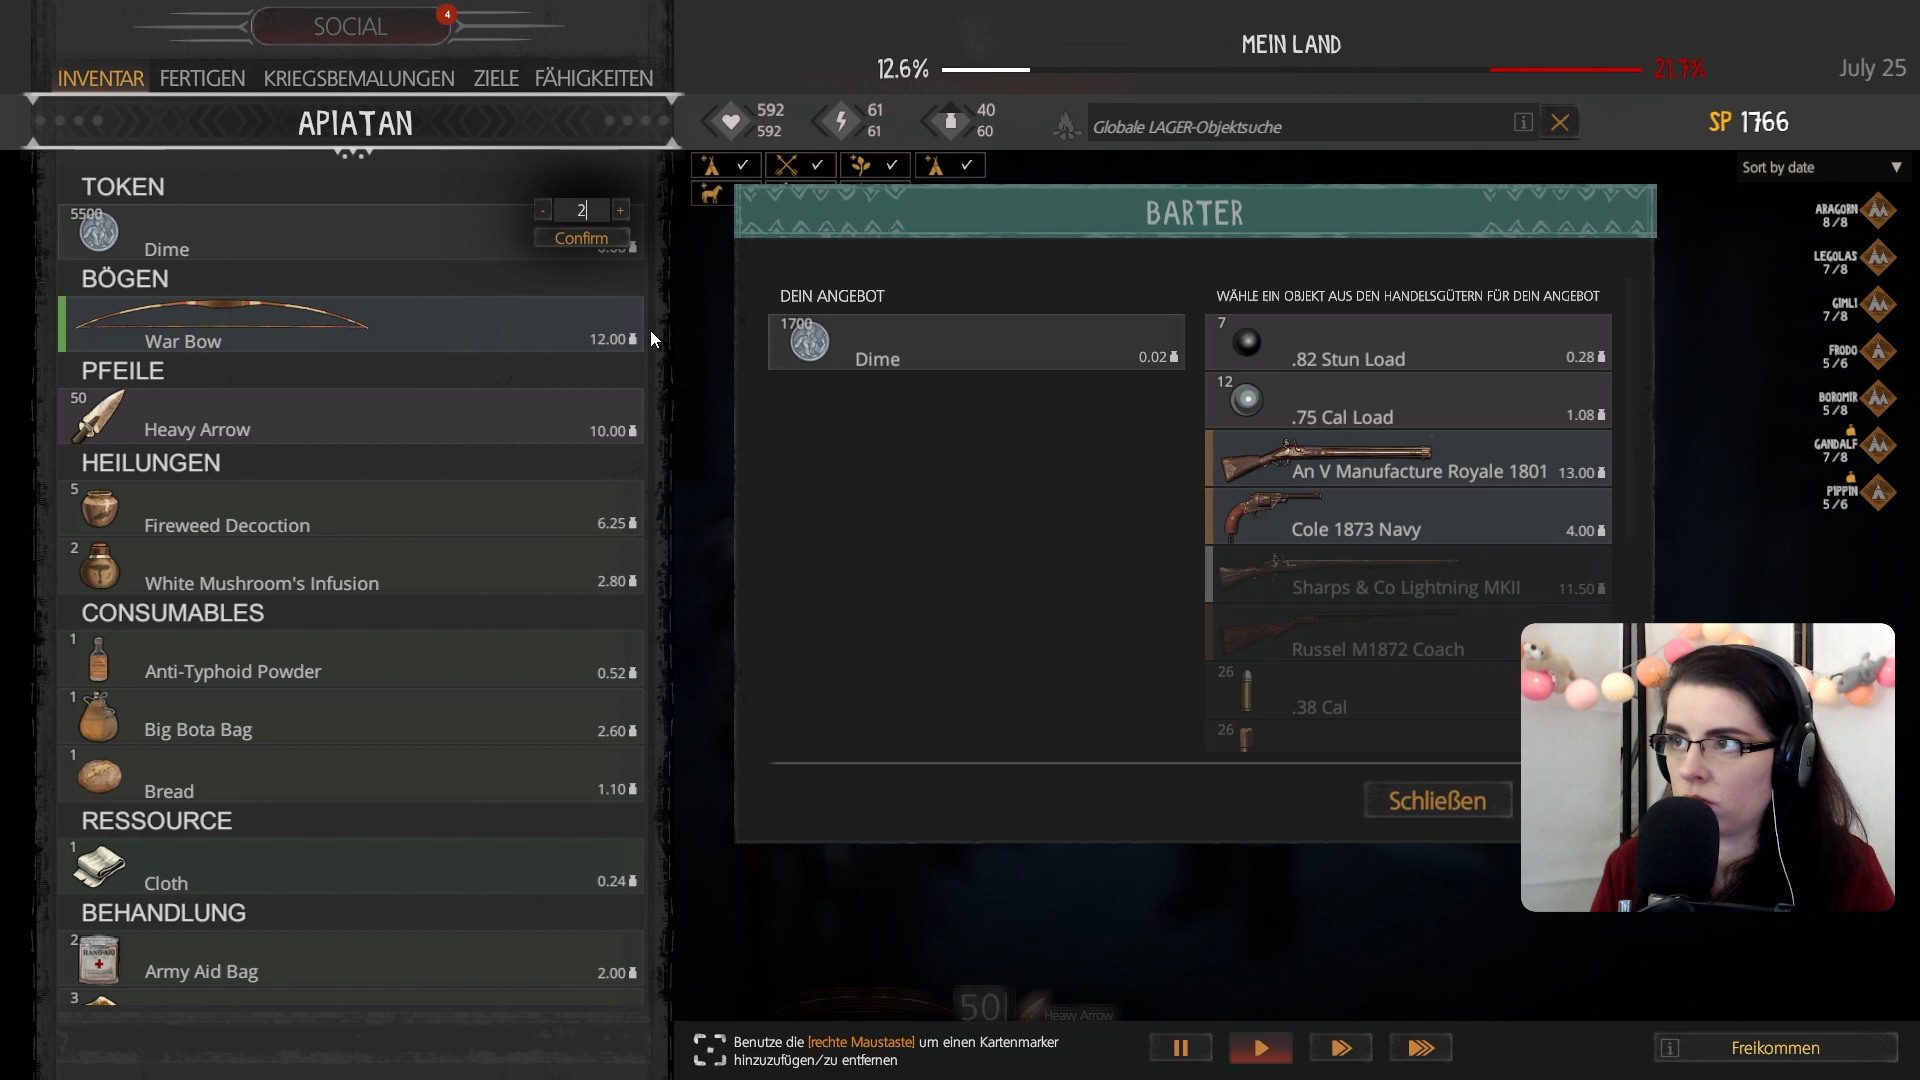 SOCIAL
4
INVENTAR FERTIGEN KRIEGSBEMALUNGEN ZIELE FÄHIGKEITEN
APIATAN
MEIN LAND
12.6%
21.7%
July 25
592
592
61
61
40
60
Globale LAGER-Objektsuche
SP 1766
Sort by date
TOKEN
5500
Dime
- 2 +
Confirm
BÖGEN
War Bow 12.00
PFEILE
50
Heavy Arrow 10.00
HEILUNGEN
5
Fireweed Decoction 6.25
2
White Mushroom's Infusion 2.80
CONSUMABLES
1
Anti-Typhoid Powder 0.52
1
Big Bota Bag 2.60
1
Bread 1.10
RESSOURCE
1
Cloth 0.24
BEHANDLUNG
2
BAND-AID
Army Aid Bag 2.00
3
BARTER
DEIN ANGEBOT
1700
Dime 0.02
WÄHLE EIN OBJEKT AUS DEN HANDELSGÜTERN FÜR DEIN ANGEBOT
7
.82 Stun Load 0.28
12
.75 Cal Load 1.08
An V Manufacture Royale 1801 13.00
Cole 1873 Navy 4.00
Sharps & Co Lightning MKII 11.50
Russel M1872 Coach
26
.38 Cal
26
Schließen
ARAGORN
8/8
LEGOLAS
7/8
GIMLI
7/8
FRODO
5/6
BOROMIR
5/8
GANDALF
7/8
PIPPIN
5/6
50
Heavy Arrow
Benutze die [rechte Maustaste] um einen Kartenmarker
hinzuzufügen/zu entfernen
Freikommen